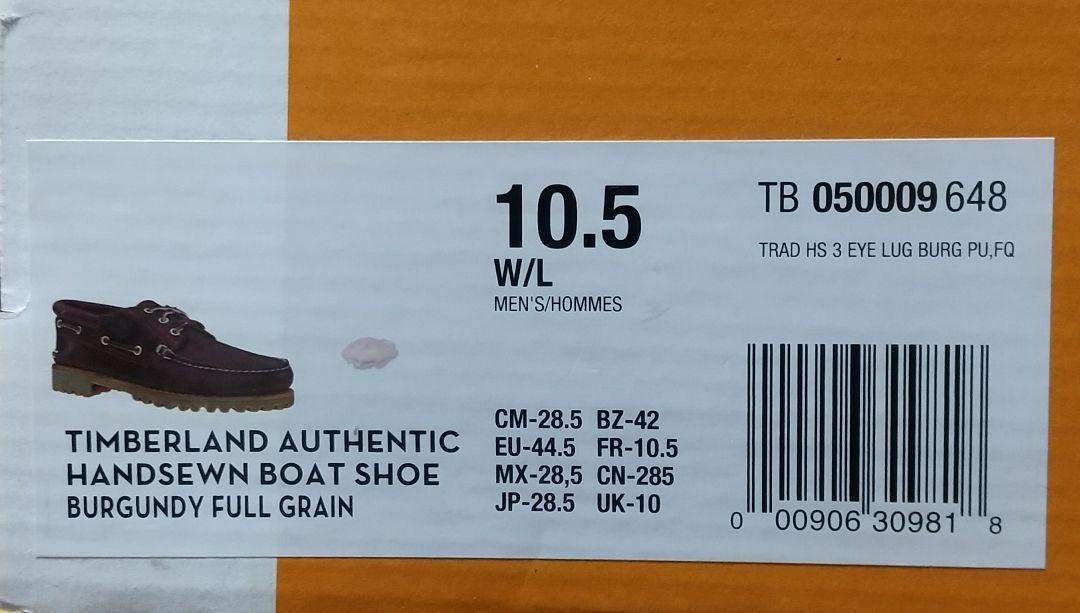 10.5
W/L
MEN'S/HOMMES
TB 050009 648
TRAD HS 3 EYE LUG BURG PU,FQ
TIMBERLAND AUTHENTIC
HANDSEWN BOAT SHOE
BURGUNDY FULL GRAIN
CM-28.5 BZ-42
EU-44.5 FR-10.5
MX-28,5 CN-285
JP-28.5 UK-10
0 00906 30981 8